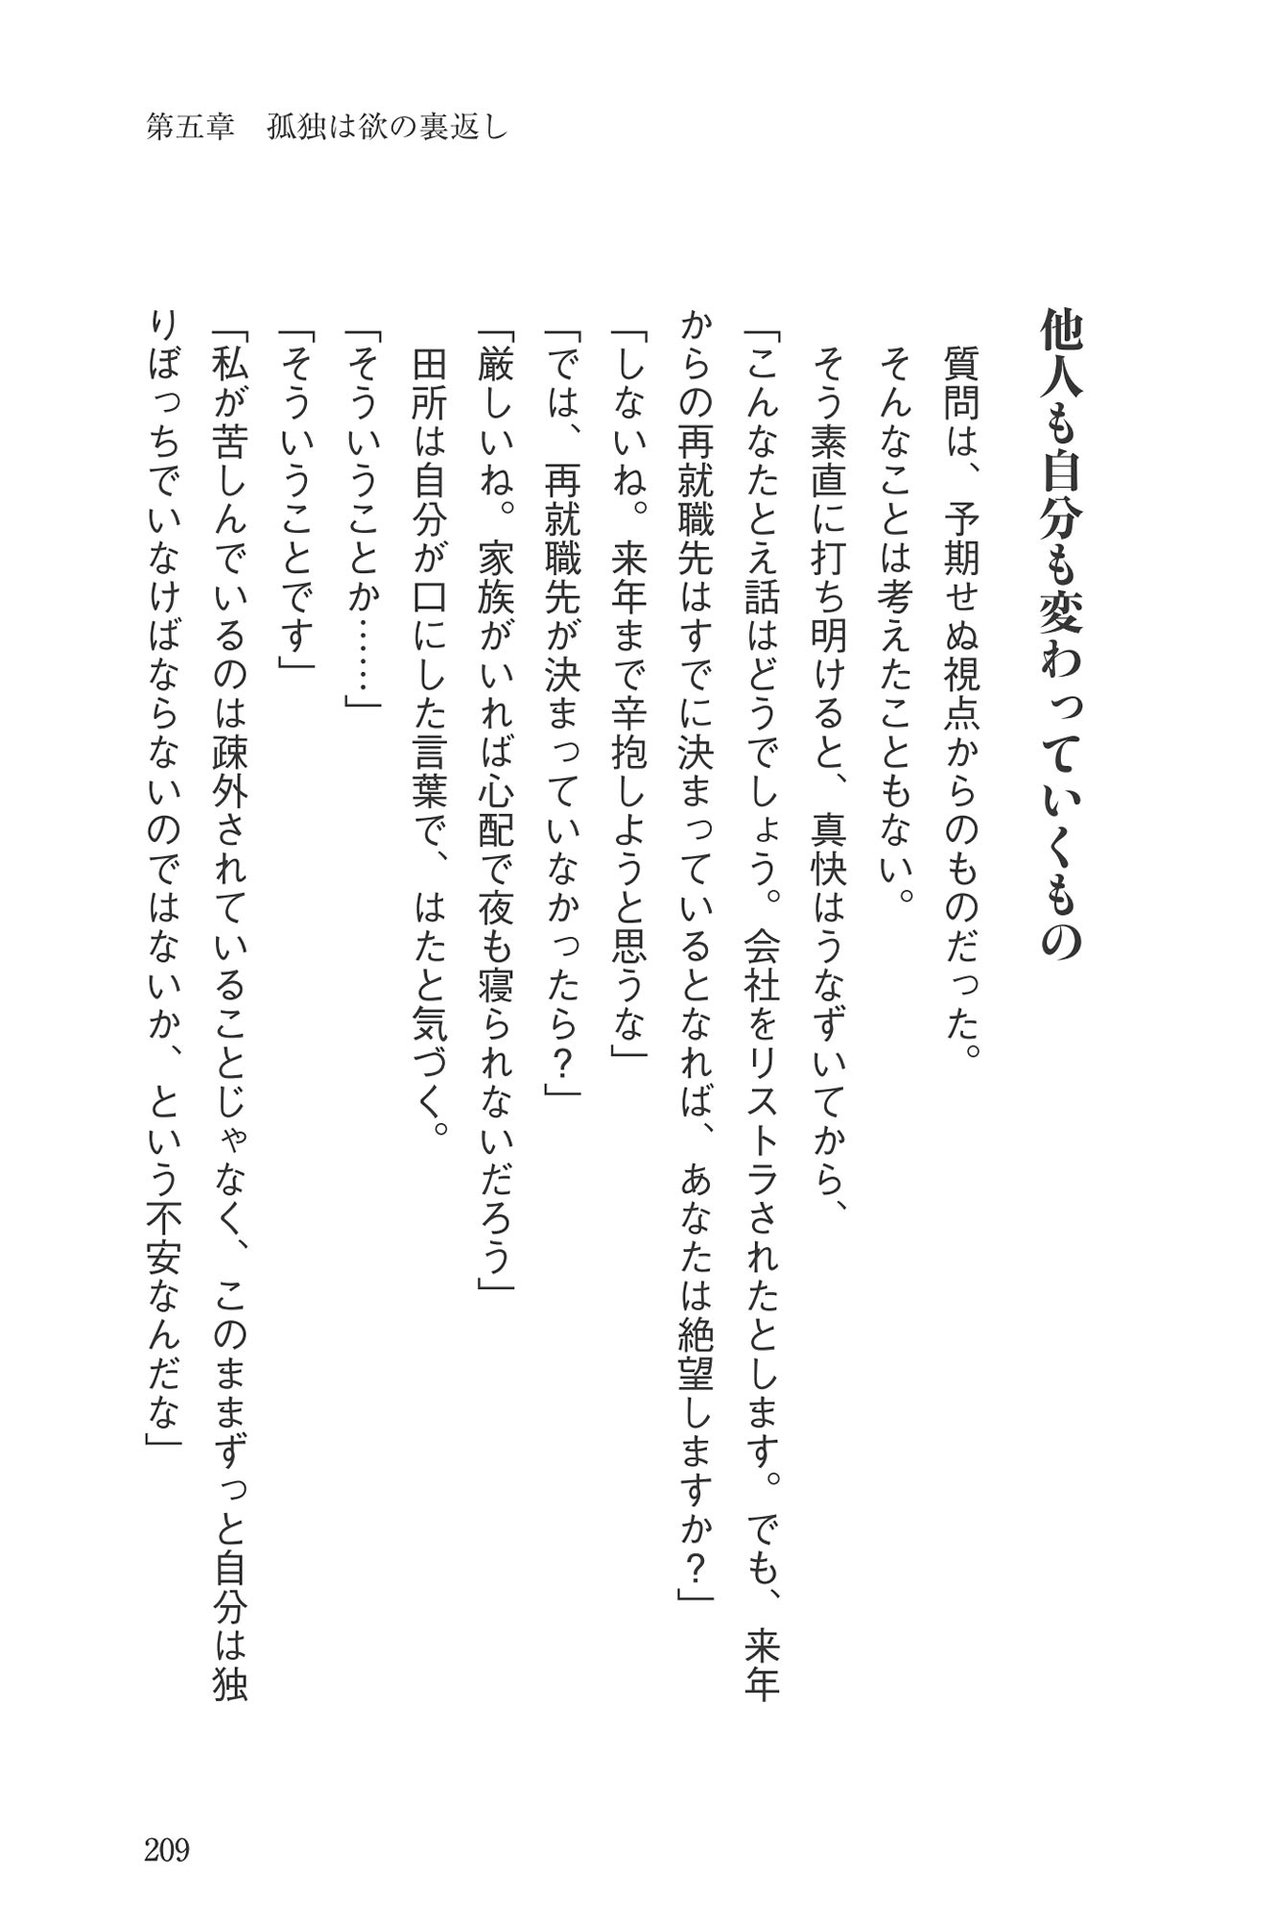 第五章　孤独は欲の裏返し
他人も自分も変わっていくもの
質問は、予期せぬ視点からのものだった。
そんなことは考えたこともない。
そう素直に打ち明けると、真快はうなずいてから、
「こんなたとえ話はどうでしょう。会社をリストラされたとします。でも、来年
からの再就職先はすでに決まっているとなれば、あなたは絶望しますか？」
「しないね。来年まで辛抱しようと思うな」
「では、再就職先が決まっていなかったら？」
「厳しいね。家族がいれば心配で夜も寝られないだろう」
田所は自分が口にした言葉で、はたと気づく。
「そういうことか……」
「そういうことです」
「私が苦しんでいるのは疎外されていることじゃなく、このままずっと自分は独
りぼっちでいなけばならないのではないか、という不安なんだな」
209